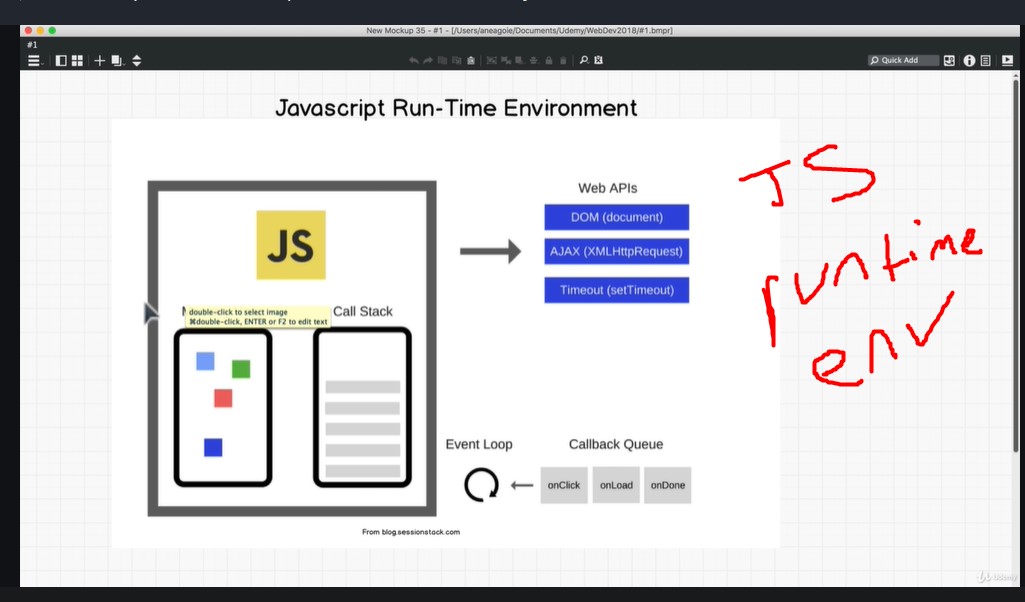 New Mockup 35 - #1 - [/Users/aneagoie/Documents/Udemy/WebDev2018/#1.bmpr]
#1
Quick Add
Javascript Run-Time Environment
JS
runtime
env
JS
Web APIs
DOM (document)
AJAX (XMLHttpRequest)
Timeout (setTimeout)
double-click to select image
⌘double-click, ENTER or F2 to edit text
Call Stack
Event Loop
Callback Queue
onClick
onLoad
onDone
From blog.sessionstack.com
Udemy